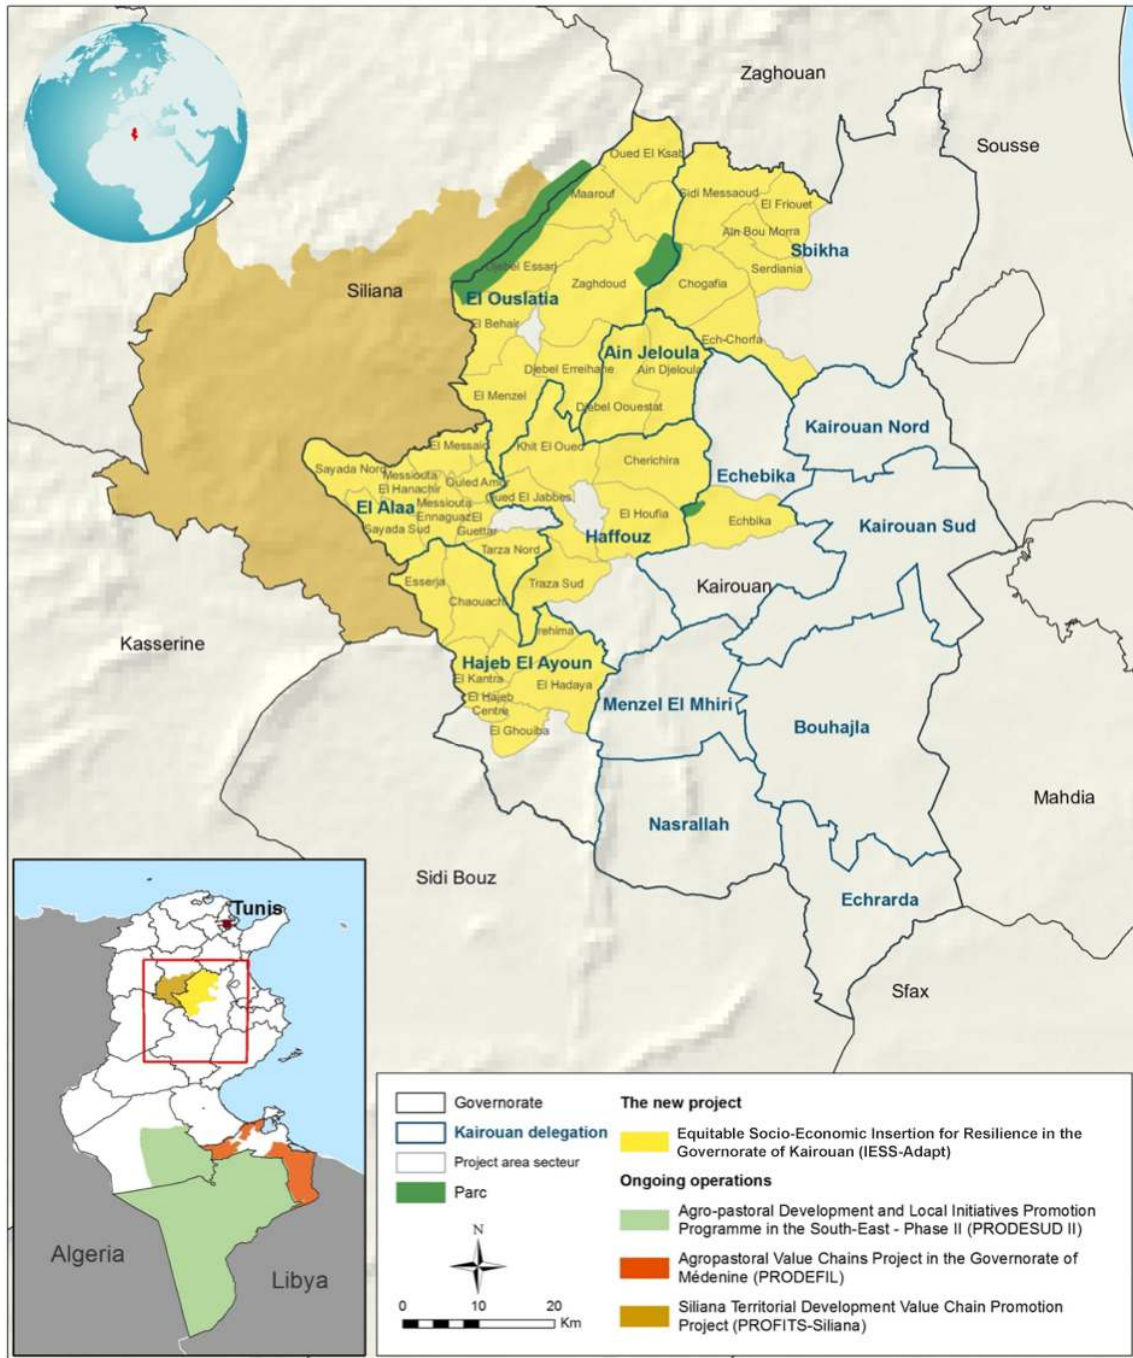 Zaghouan
Sousse
Oued El Ksab
Maarouf
Sidi Messaoud
El Friouet
Ain Bou Morra
Sbikha
Djebel Essarj
Serdiania
Siliana
Zaghdoud
Chogafia
El Ouslatia
El Behair
Ech-Chorfa
Ain Jeloula
Djebel Erreihane
Ain Djeloula
El Menzel
Djebel Oouestat
Kairouan Nord
El Messaid
Khit El Oued
Cherichira
Sayada Nord
Messiouta
Echebika
El Hanachir
Ouled Amor
Oued El Jabbes
El Alaa
Messiouta
Ennaguaz
El
Guettar
Sayada Sud
El Houfia
Echbika
Haffouz
Kairouan Sud
Tarza Nord
Esserja
Traza Sud
Kairouan
Chaouach
Kasserine
rehima
Hajeb El Ayoun
El Kantra
El Hadaya
El Hajeb
Centre
El Ghouiba
Menzel El Mhiri
Bouhajla
Mahdia
Nasrallah
Sidi Bouz
Echrarda
Sfax
Tunis
Algeria
Libya
Governorate
Kairouan delegation
Project area secteur
Parc
N
0 10 20
Km
The new project
Equitable Socio-Economic Insertion for Resilience in the
Governorate of Kairouan (IESS-Adapt)
Ongoing operations
Agro-pastoral Development and Local Initiatives Promotion
Programme in the South-East - Phase II (PRODESUD II)
Agropastoral Value Chains Project in the Governorate of
Médenine (PRODEFIL)
Siliana Territorial Development Value Chain Promotion
Project (PROFITS-Siliana)